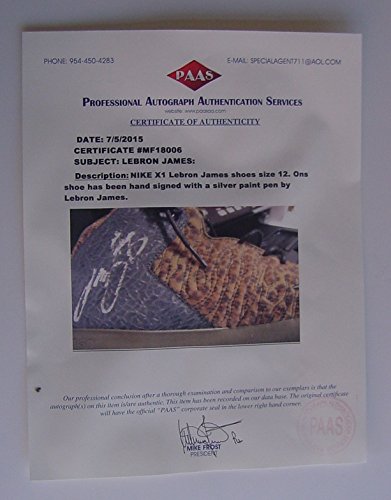 PHONE: 954-450-4283
E-MAIL: SPECIALAGENT711@AOL.COM
PAAS
PROFESSIONAL AUTOGRAPH AUTHENTICATION SERVICES
CERTIFICATE OF AUTHENTICITY
DATE: 7/5/2015
CERTIFICATE #MF18006
SUBJECT: LEBRON JAMES:
Description: NIKE X1 Lebron James shoes size 12. Ons
shoe has been hand signed with a silver paint pen by
Lebron James.
Our professional conclusion after a thorough examination and comparison to our exemplars is that the
autograph(s) on this item is/are authentic. This item has been recorded on our data base. The original certificate
will have the official "PAAS" corporate seal in the lower right hand corner.
MIKE FROST
PRESIDENT
PAAS